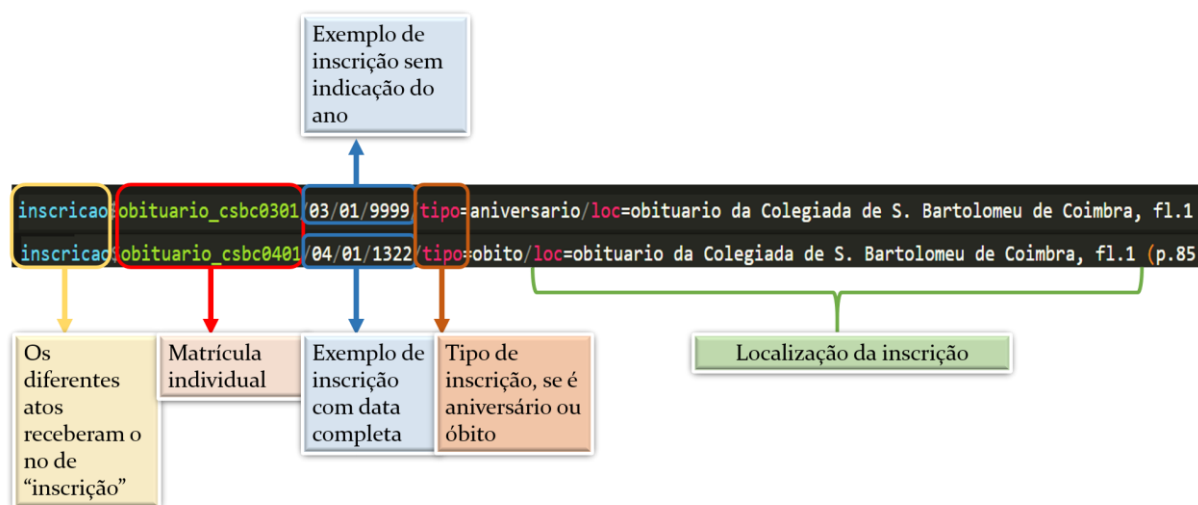 Exemplo de
inscrição sem
indicação do
ano
inscricao$obituario_csbc0301/03/01/9999/tipo=aniversario/loc=obituario da Colegiada de S. Bartolomeu de Coimbra, fl.1
inscricao$obituario_csbc0401/04/01/1322/tipo=obito/loc=obituario da Colegiada de S. Bartolomeu de Coimbra, fl.1 (p.85
Os
diferentes
atos
receberam o
no de
“inscrição”
Matrícula
individual
Exemplo de
inscrição
com data
completa
Tipo de
inscrição, se é
aniversário ou
óbito
Localização da inscrição